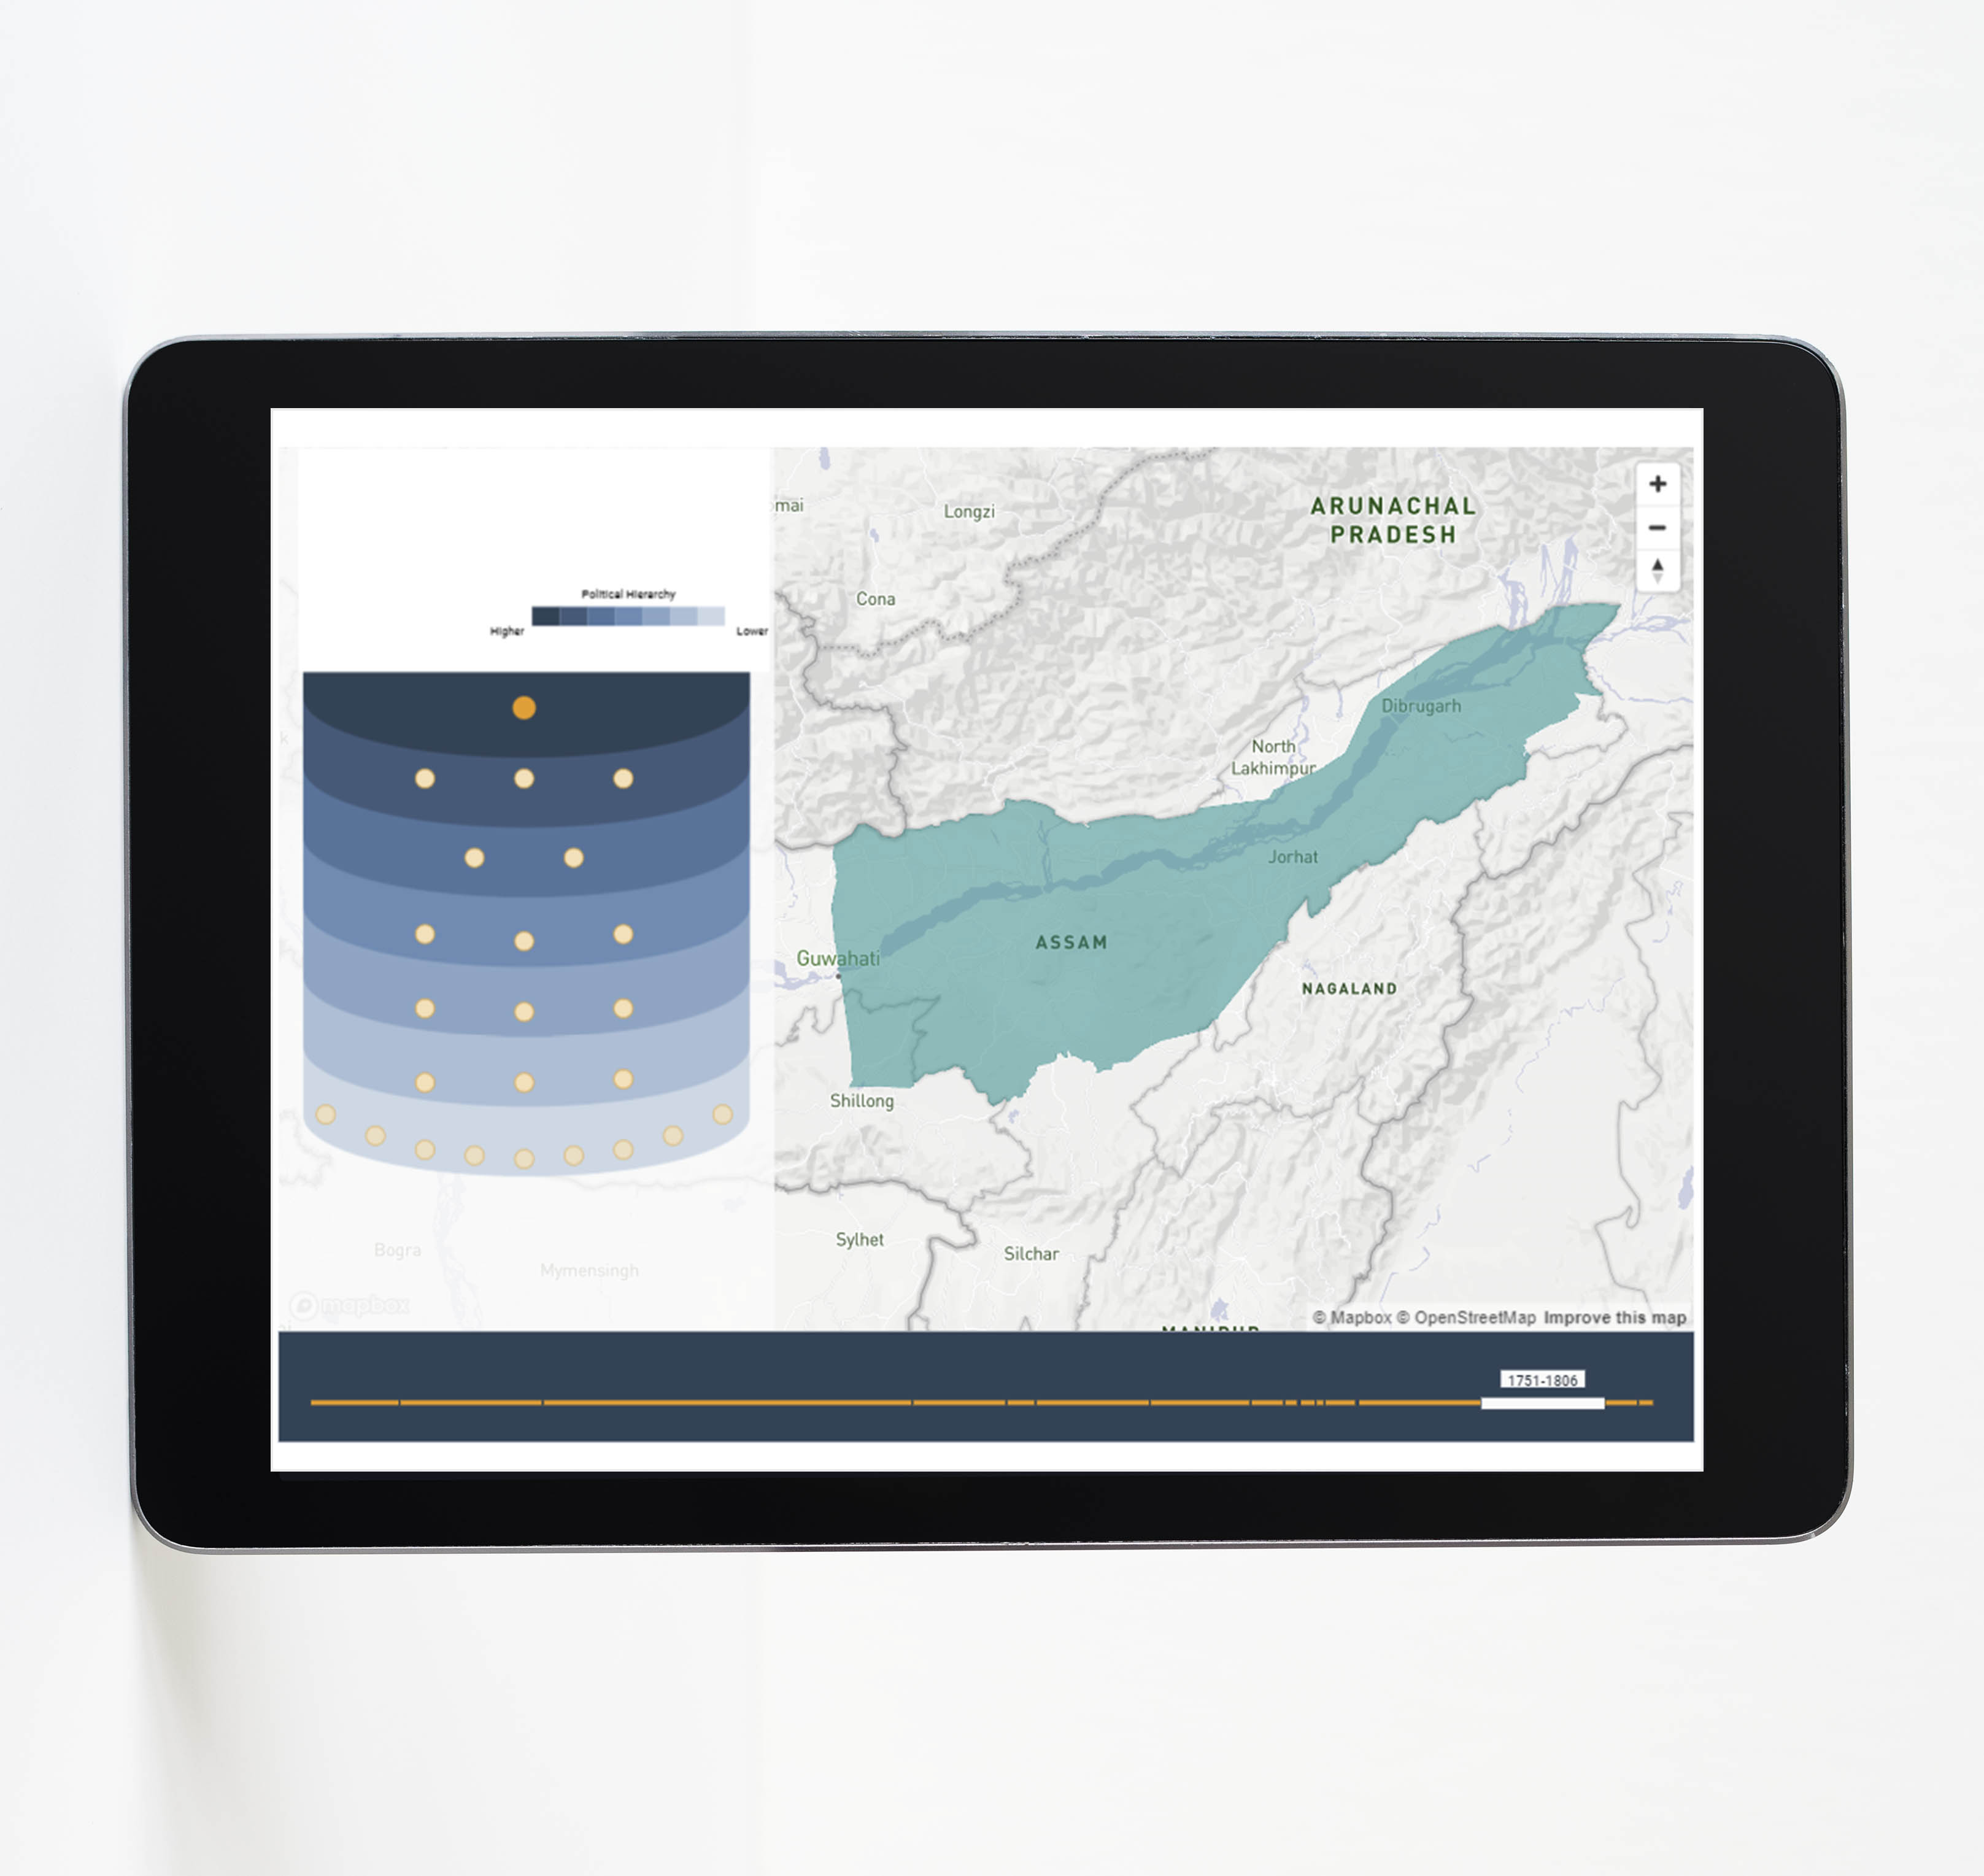 Political Hierarchy
Higher
Lower
mai
Longzi
ARUNACHAL
PRADESH
Cona
Dibrugarh
North
Lakhimpur
Jorhat
ASSAM
Guwahati
NAGALAND
Shillong
Sylhet
Silchar
Bogra
Mymensingh
mapbox
MANIPUR
© Mapbox © OpenStreetMap Improve this map
1751-1806